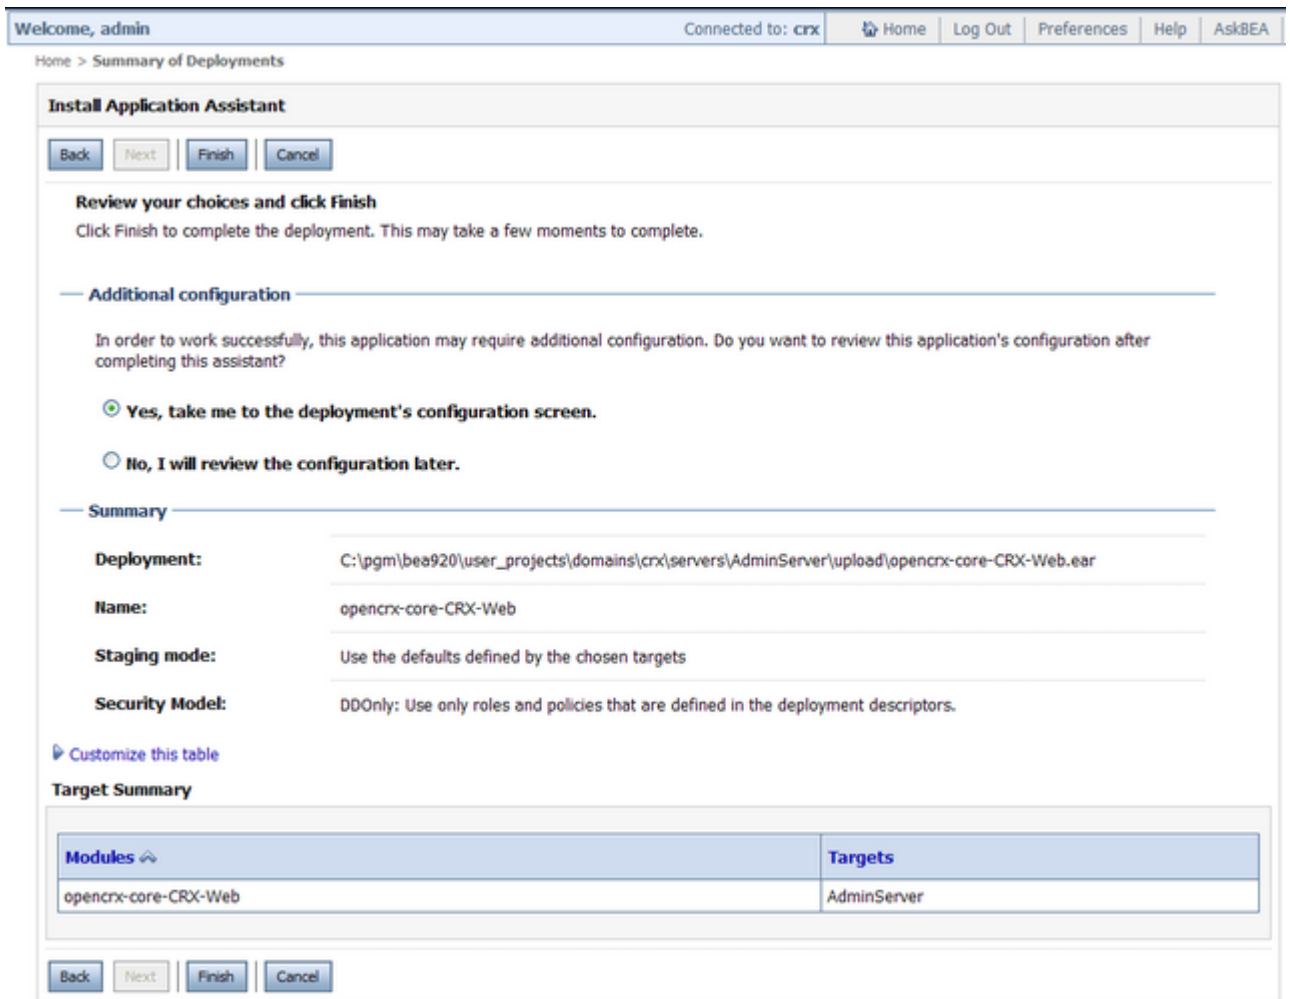 Welcome, admin Connected to: crx Home Log Out Preferences Help AskBEA
Home > Summary of Deployments
Install Application Assistant
Back Next Finish Cancel
Review your choices and click Finish
Click Finish to complete the deployment. This may take a few moments to complete.
Additional configuration
In order to work successfully, this application may require additional configuration. Do you want to review this application's configuration after
completing this assistant?
Yes, take me to the deployment's configuration screen.
No, I will review the configuration later.
Summary
Deployment: C:\pgm\bea920\user_projects\domains\crx\servers\AdminServer\upload\opencrx-core-CRX-Web.ear
Name: opencrx-core-CRX-Web
Staging mode: Use the defaults defined by the chosen targets
Security Model: DDOnly: Use only roles and policies that are defined in the deployment descriptors.
Customize this table
Target Summary
Modules Targets
opencrx-core-CRX-Web AdminServer
Back Next Finish Cancel